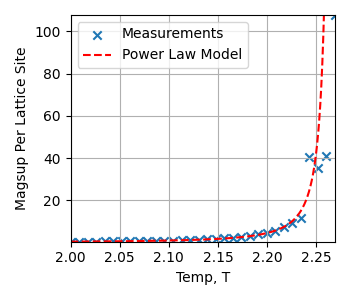 Measurements
Power Law Model
Magsup Per Lattice Site
100
80
60
40
20
2.00 2.05 2.10 2.15 2.20 2.25
Temp, T